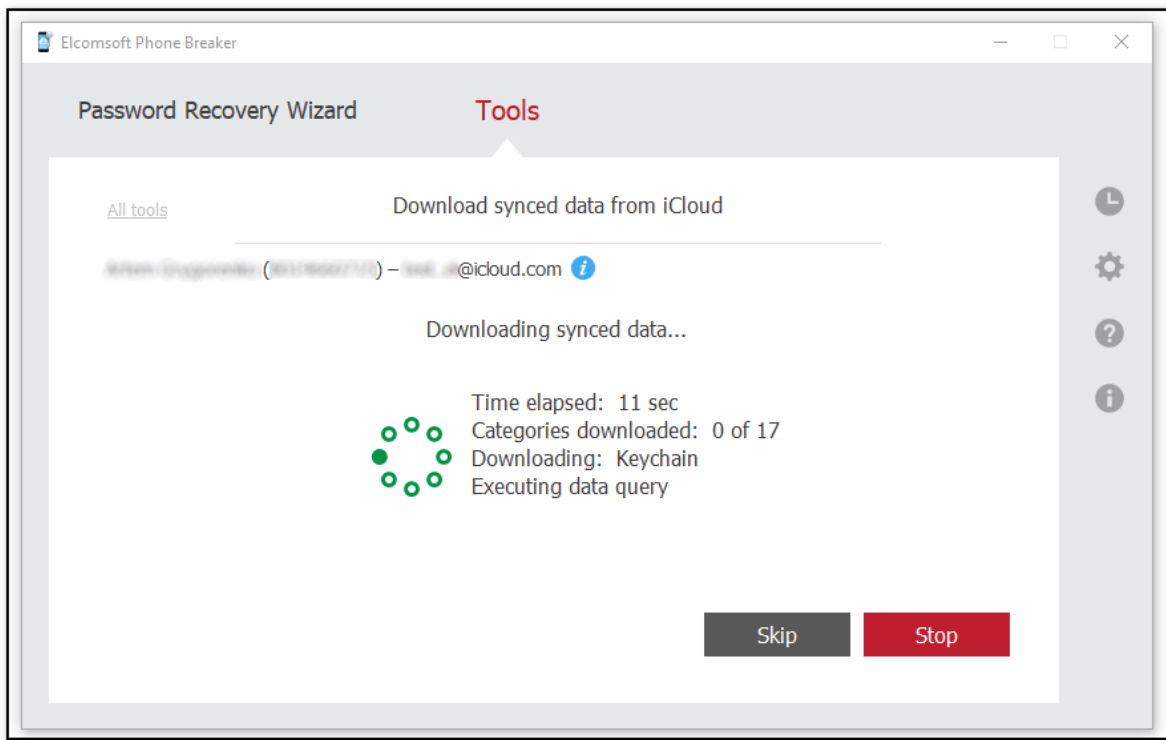 Elcomsoft Phone Breaker
Password Recovery Wizard
Tools
All tools
Download synced data from iCloud
( ) – @icloud.com i
Downloading synced data...
Time elapsed: 11 sec
Categories downloaded: 0 of 17
Downloading: Keychain
Executing data query
Skip
Stop